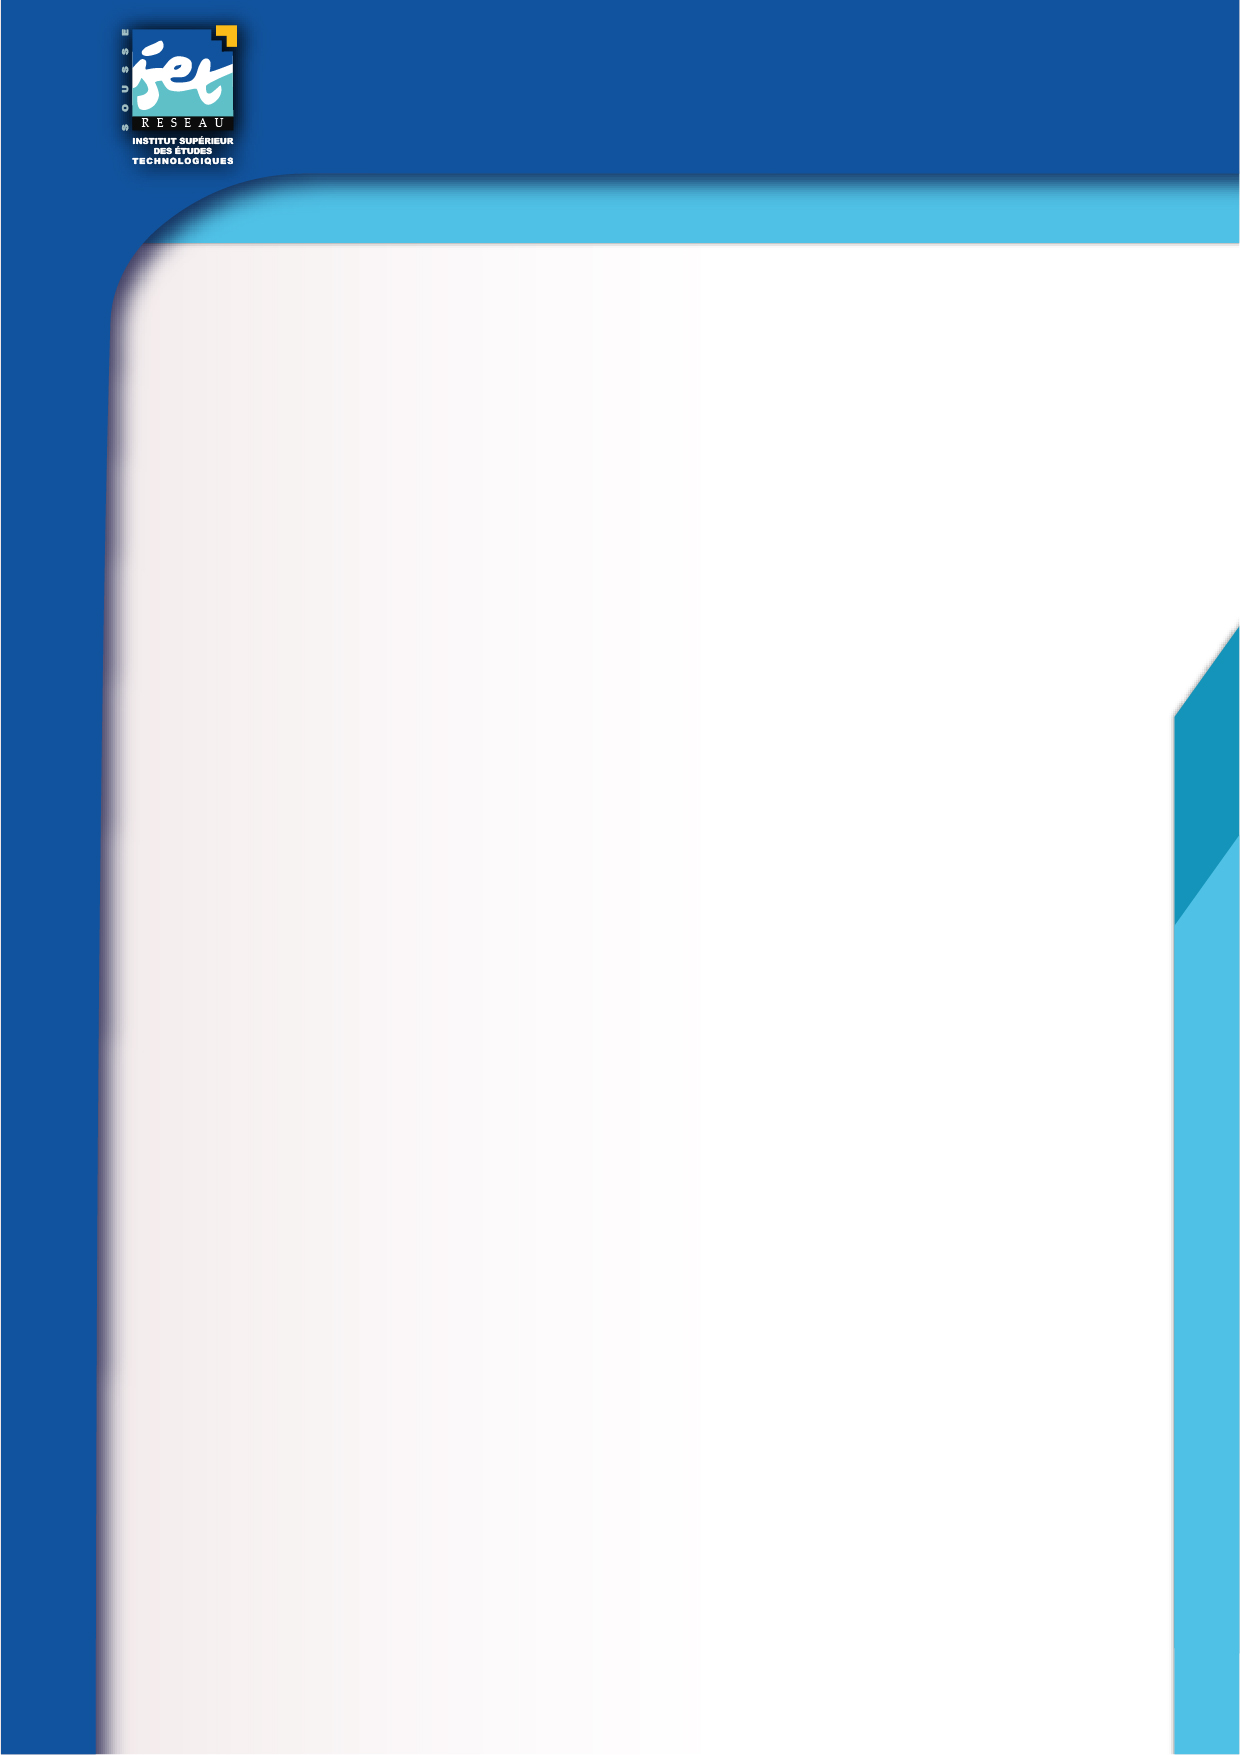 SOUSSE
iset
RESEAU
INSTITUT SUPÉRIEUR
DES ÉTUDES
TECHNOLOGIQUES